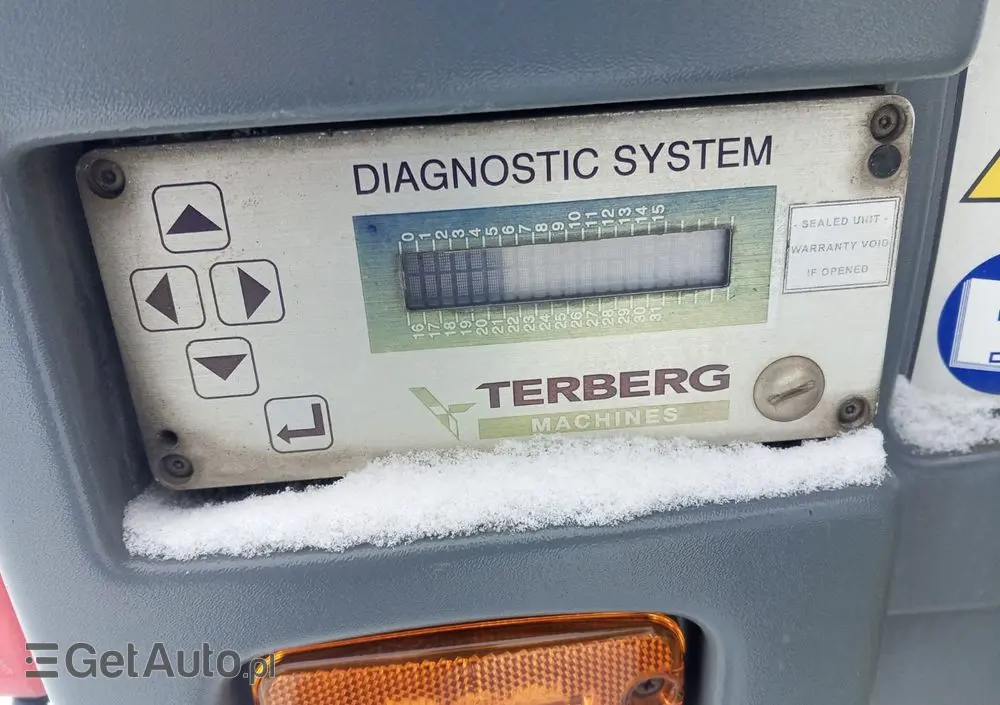 DIAGNOSTIC SYSTEM
0 1 2 3 4 5 6 7 8 9 10 11 12 13 14 15
16 17 18 19 20 21 22 23 24 25 26 27 28 29 30 31
- SEALED UNIT -
WARRANTY VOID
IF OPENED
TERBERG
MACHINES
GetAuto.pl